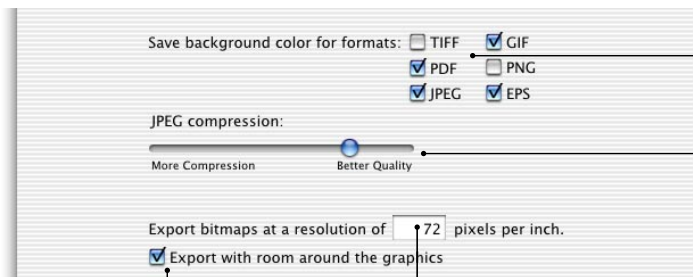 Save background color for formats: TIFF GIF
PDF PNG
JPEG EPS
JPEG compression:
More Compression Better Quality
Export bitmaps at a resolution of 72 pixels per inch.
Export with room around the graphics